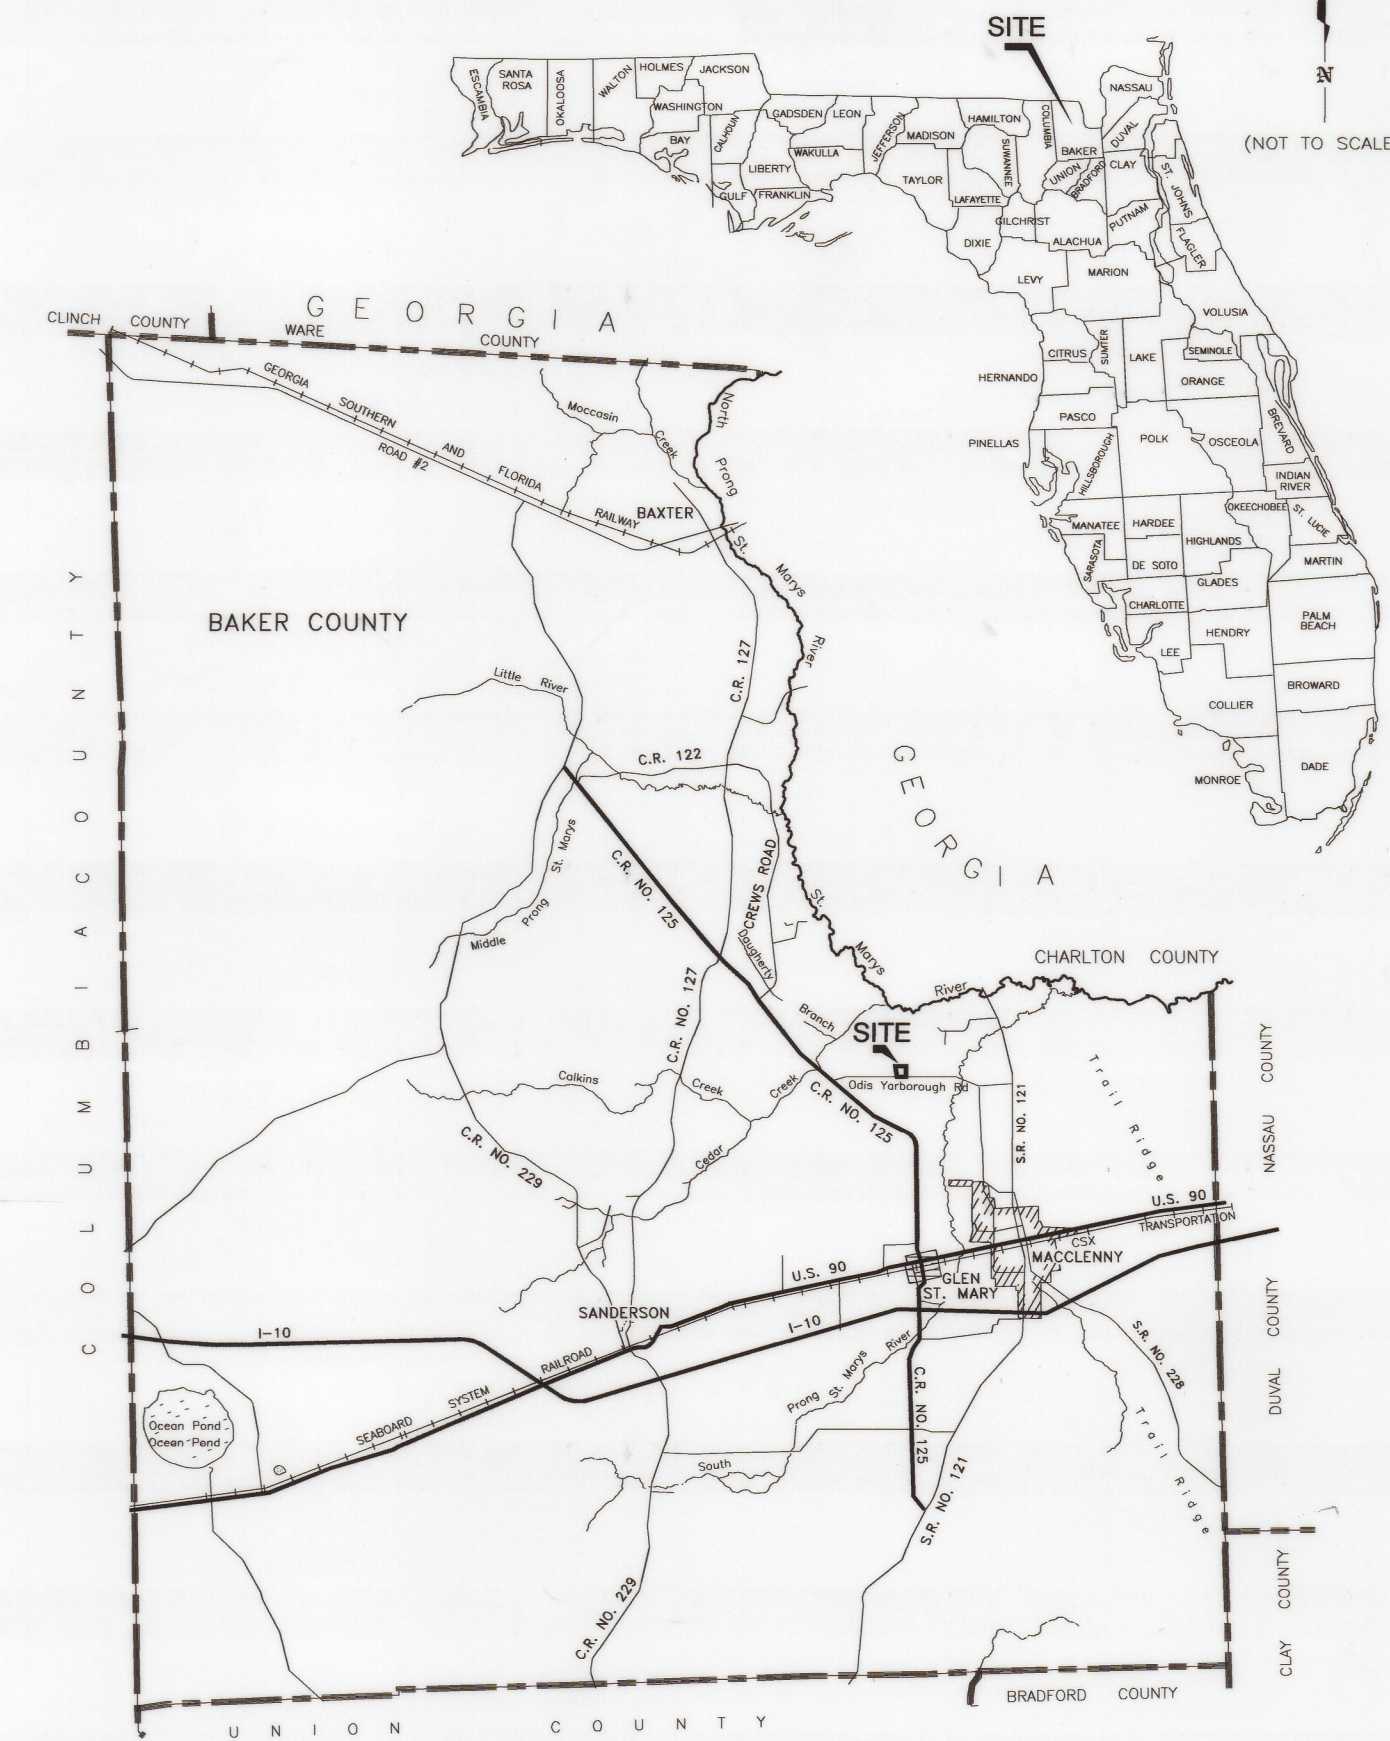 SITE
N
(NOT TO SCALE
ESCAMBIA
SANTA
ROSA
OKALOOSA
WALTON
HOLMES
JACKSON
WASHINGTON
BAY
CALHOUN
GULF
LIBERTY
GADSDEN
LEON
WAKULLA
FRANKLIN
JEFFERSON
MADISON
TAYLOR
HAMILTON
SUWANNEE
LAFAYETTE
DIXIE
COLUMBIA
BAKER
NASSAU
DUVAL
UNION
BRADFORD
CLAY
ST. JOHNS
GILCHRIST
ALACHUA
PUTNAM
FLAGLER
LEVY
MARION
VOLUSIA
CITRUS
SUMTER
LAKE
SEMINOLE
HERNANDO
ORANGE
PASCO
PINELLAS
HILLSBOROUGH
POLK
OSCEOLA
BREVARD
INDIAN
RIVER
MANATEE
HARDEE
HIGHLANDS
OKEECHOBEE
ST. LUCIE
SARASOTA
DE SOTO
MARTIN
GLADES
CHARLOTTE
LEE
HENDRY
PALM
BEACH
BROWARD
COLLIER
MONROE
DADE
CLINCH COUNTY
GEORGIA
WARE COUNTY
GEORGIA SOUTHERN AND FLORIDA RAILWAY
ROAD #2
Moccasin Creek
North Prong St. Marys River
BAXTER
BAKER COUNTY
COLUMBIA COUNTY
C.R. 127
Little River
C.R. 122
GEORGIA
St. Marys
Prong
Middle
C.R. NO. 125
CREWS ROAD
Daugherty
Branch
St. Marys River
CHARLTON COUNTY
C.R. NO. 127
SITE
Odis Yarborough Rd
Calkins Creek
Cedar Creek
C.R. NO. 125
C.R. NO. 229
S.R. NO. 121
Trail Ridge
NASSAU COUNTY
U.S. 90
CSX TRANSPORTATION
MACCLENNY
GLEN
ST. MARY
U.S. 90
SANDERSON
I-10
I-10
SEABOARD SYSTEM RAILROAD
Ocean Pond
Ocean Pond
South Prong St. Marys River
C.R. NO. 125
S.R. NO. 121
S.R. NO. 228
Trail Ridge
DUVAL COUNTY
C.R. NO. 229
CLAY COUNTY
BRADFORD COUNTY
UNION COUNTY